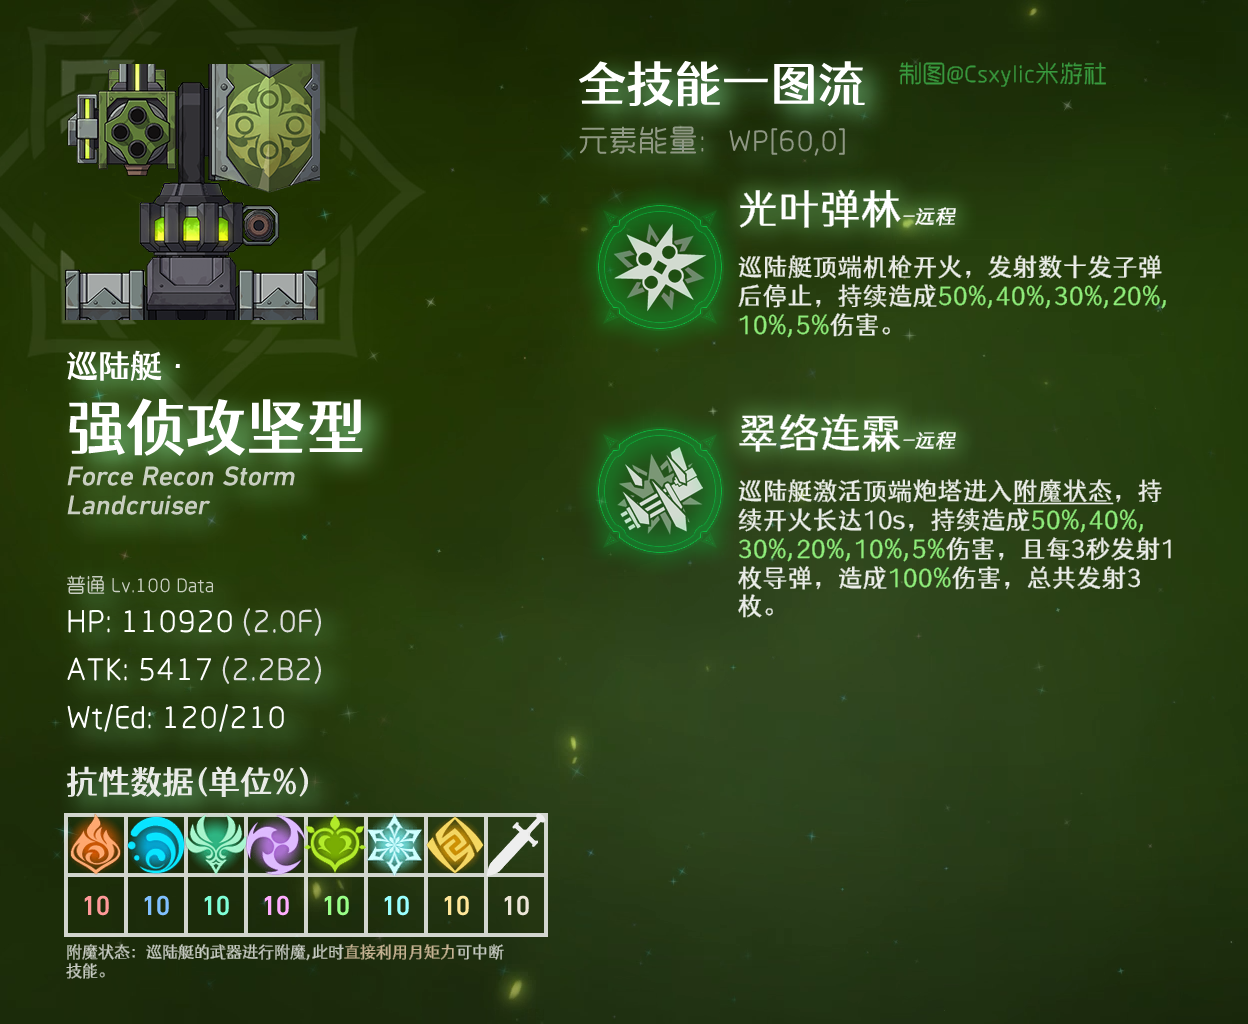 全技能一图流
制图@Csxylic米游社
元素能量: WP[60,0]
光叶弹林-远程
巡陆艇顶端机枪开火，发射数十发子弹
后停止，持续造成50%,40%,30%,20%,
10%,5%伤害。
翠络连霖-远程
巡陆艇激活顶端炮塔进入附魔状态，持
续开火长达10s，持续造成50%,40%,
30%,20%,10%,5%伤害，且每3秒发射1
枚导弹，造成100%伤害，总共发射3
枚。
巡陆艇·
强侦攻坚型
Force Recon Storm
Landcruiser
普通 Lv.100 Data
HP: 110920 (2.0F)
ATK: 5417 (2.2B2)
Wt/Ed: 120/210
抗性数据(单位%)
10 10 10 10 10 10 10 10
附魔状态：巡陆艇的武器进行附魔,此时直接利用月矩力可中断
技能。